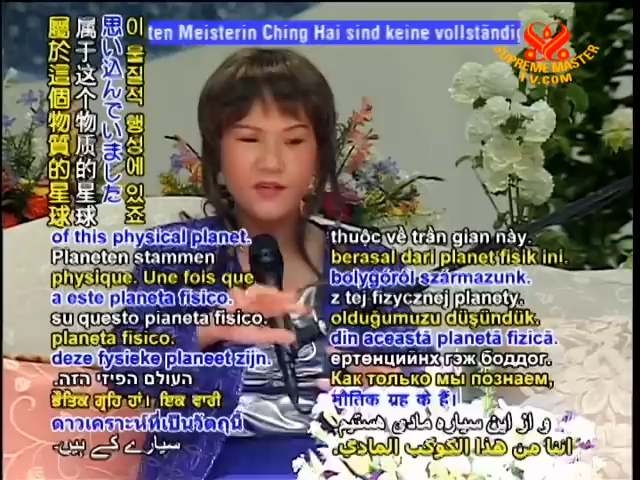 ten Meisterin Ching Hai sind keine vollständig
SUPREME MASTER
TV.COM
이 물질적 행성에 있죠
思い込んでいました
属于这个物质的星球
屬於這個物質的星球
of this physical planet.
Planeten stammen
physique. Une fois que
a este planeta físico.
su questo pianeta fisico.
planeta físico.
deze fysieke planeet zijn.
העולם הפיזי הזה.
ਭੌਤਿਕ ਗ੍ਰਹਿ ਹਾਂ। ਇਕ ਵਾਰੀ
ดาวเคราะห์ที่เป็นวัตถุนี้
سیارے کے ہیں۔
thuộc về trần gian này.
berasal dari planet fisik ini.
bolygóról származunk.
z tej fizycznej planety.
olduğumuzu düşündük.
din această planetă fizică.
ертөнцийнх гэж боддог.
Как только мы познаем,
भौतिक ग्रह के हैं।
و از این سیاره مادی هستیم
اننا من هذا الكوكب المادي.